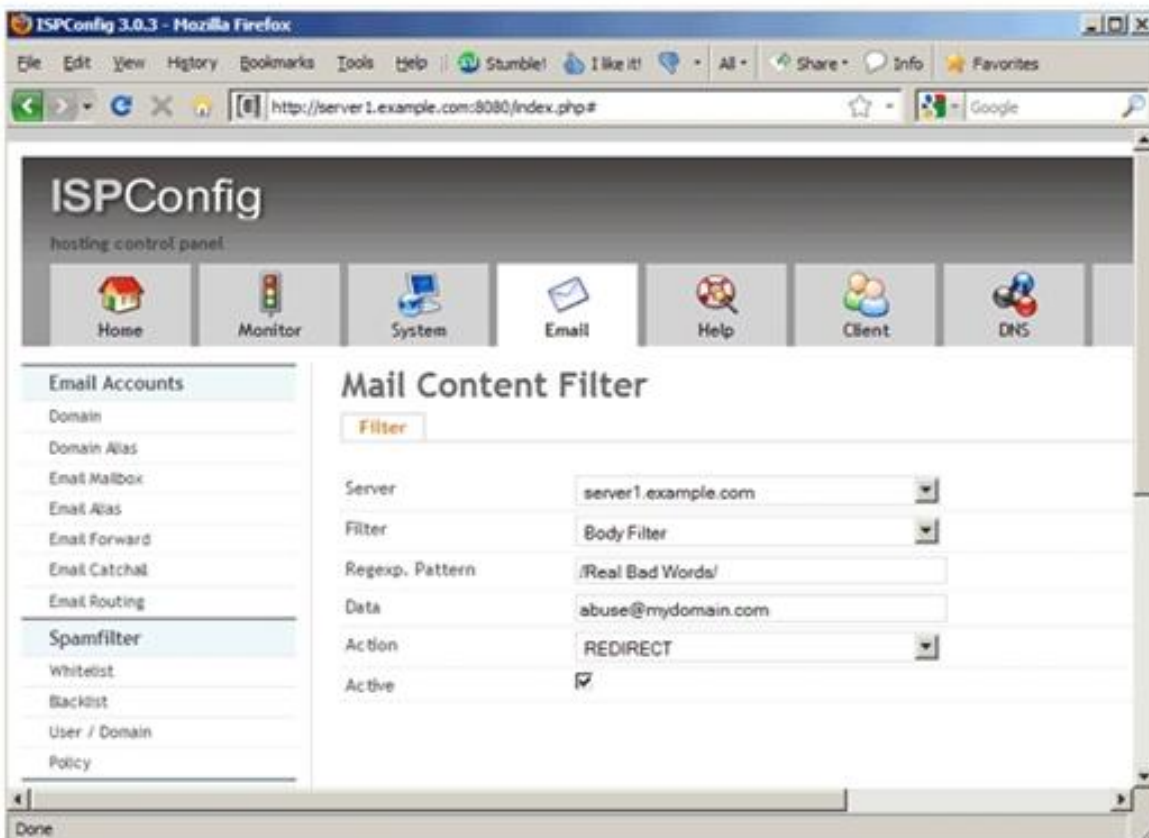 ISPConfig 3.0.3 - Mozilla Firefox
File Edit View History Bookmarks Tools Help Stumble! I like it! All Share Info Favorites
http://server1.example.com:8080/index.php# Google
ISPConfig
hosting control panel
Home Monitor System Email Help Client DNS
Email Accounts
Domain
Domain Alias
Email Mailbox
Email Alias
Email Forward
Email Catchall
Email Routing
Spamfilter
Whitelist
Blacklist
User / Domain
Policy
Mail Content Filter
Filter
Server server1.example.com
Filter Body Filter
Regexp. Pattern /Real Bad Words/
Data abuse@mydomain.com
Action REDIRECT
Active
Done